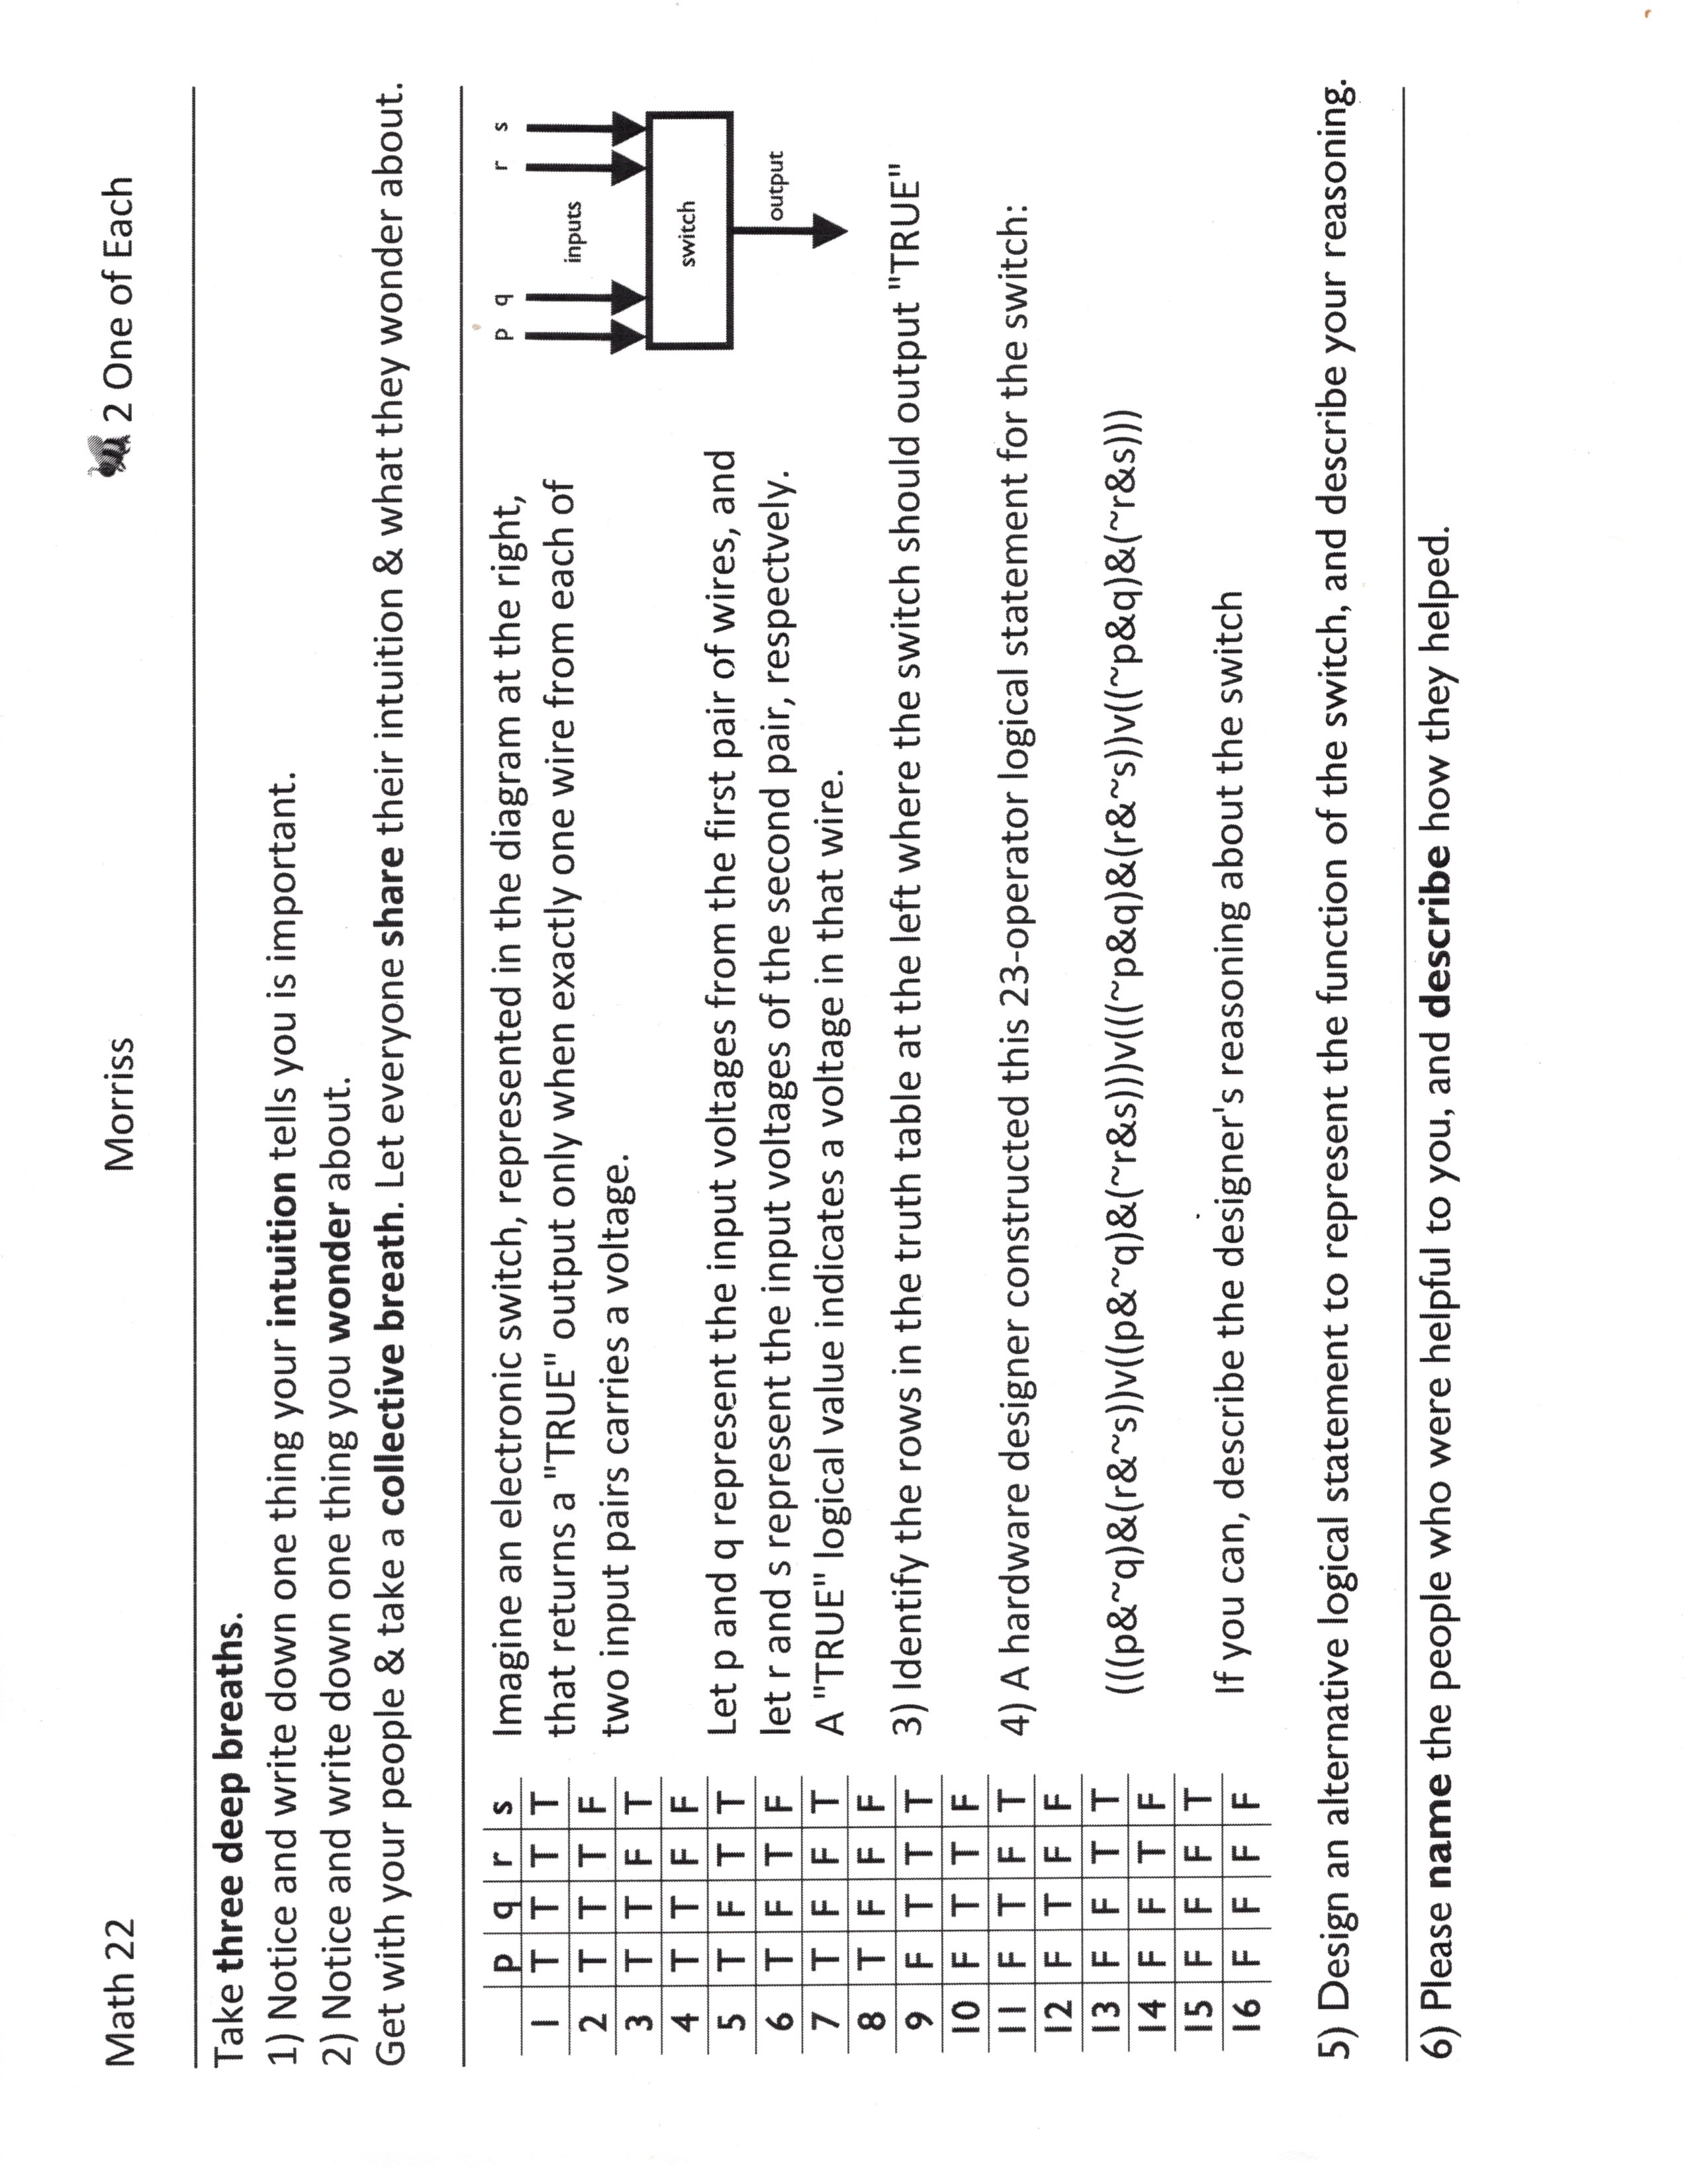 Math 22 Morriss 2 One of Each
Take three deep breaths.
1) Notice and write down one thing your intuition tells you is important.
2) Notice and write down one thing you wonder about.
Get with your people & take a collective breath. Let everyone share their intuition & what they wonder about.
p q r s
1 T T T T
2 T T T F
3 T T F T
4 T T F F
5 T F T T
6 T F T F
7 T F F T
8 T F F F
9 F T T T
10 F T T F
11 F T F T
12 F T F F
13 F F T T
14 F F T F
15 F F F T
16 F F F F
Imagine an electronic switch, represented in the diagram at the right,
that returns a "TRUE" output only when exactly one wire from each of
two input pairs carries a voltage.
Let p and q represent the input voltages from the first pair of wires, and
let r and s represent the input voltages of the second pair, respectvely.
A "TRUE" logical value indicates a voltage in that wire.
p q r s
inputs
switch
output
3) Identify the rows in the truth table at the left where the switch should output "TRUE"
4) A hardware designer constructed this 23-operator logical statement for the switch:
(((p&~q)&(r&~s))v((p&~q)&(~r&s)))v(((~p&q)&(r&~s))v((~p&q)&(~r&s)))
If you can, describe the designer's reasoning about the switch
5) Design an alternative logical statement to represent the function of the switch, and describe your reasoning.
6) Please name the people who were helpful to you, and describe how they helped.